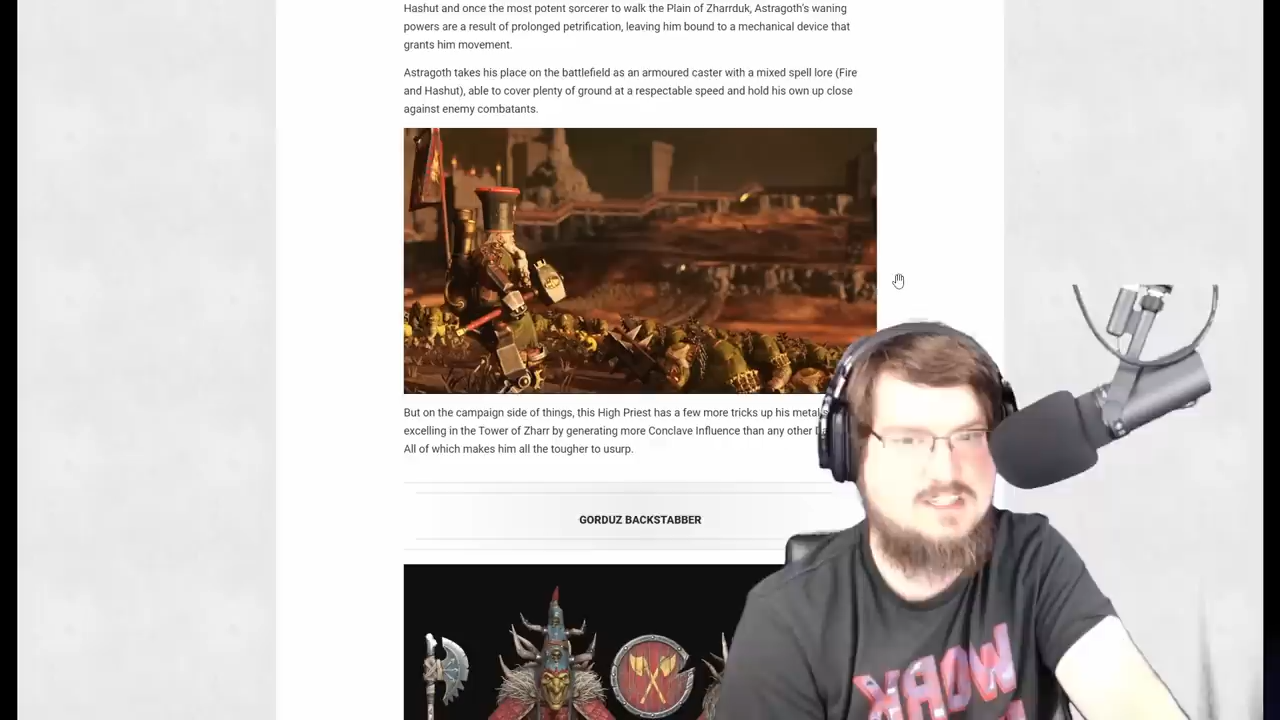 Hashut and once the most potent sorcerer to walk the Plain of Zharrduk, Astragoth's waning
powers are a result of prolonged petrification, leaving him bound to a mechanical device that
grants him movement.
Astragoth takes his place on the battlefield as an armoured caster with a mixed spell lore (Fire
and Hashut), able to cover plenty of ground at a respectable speed and hold his own up close
against enemy combatants.
But on the campaign side of things, this High Priest has a few more tricks up his metal
excelling in the Tower of Zharr by generating more Conclave Influence than any other
All of which makes him all the tougher to usurp.
GORDUZ BACKSTABBER
WORK